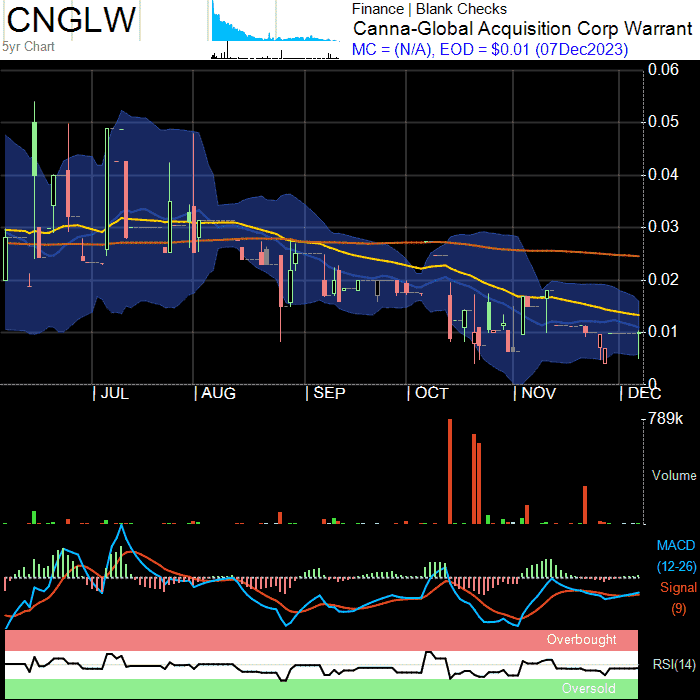 CNGLW
5yr Chart
Finance | Blank Checks
Canna-Global Acquisition Corp Warrant
MC = (N/A), EOD = $0.01 (07Dec2023)
0.06
0.05
0.04
0.03
0.02
0.01
0
JUL AUG SEP OCT NOV DEC
789k
Volume
MACD
(12-26)
Signal
(9)
Overbought
RSI(14)
Oversold